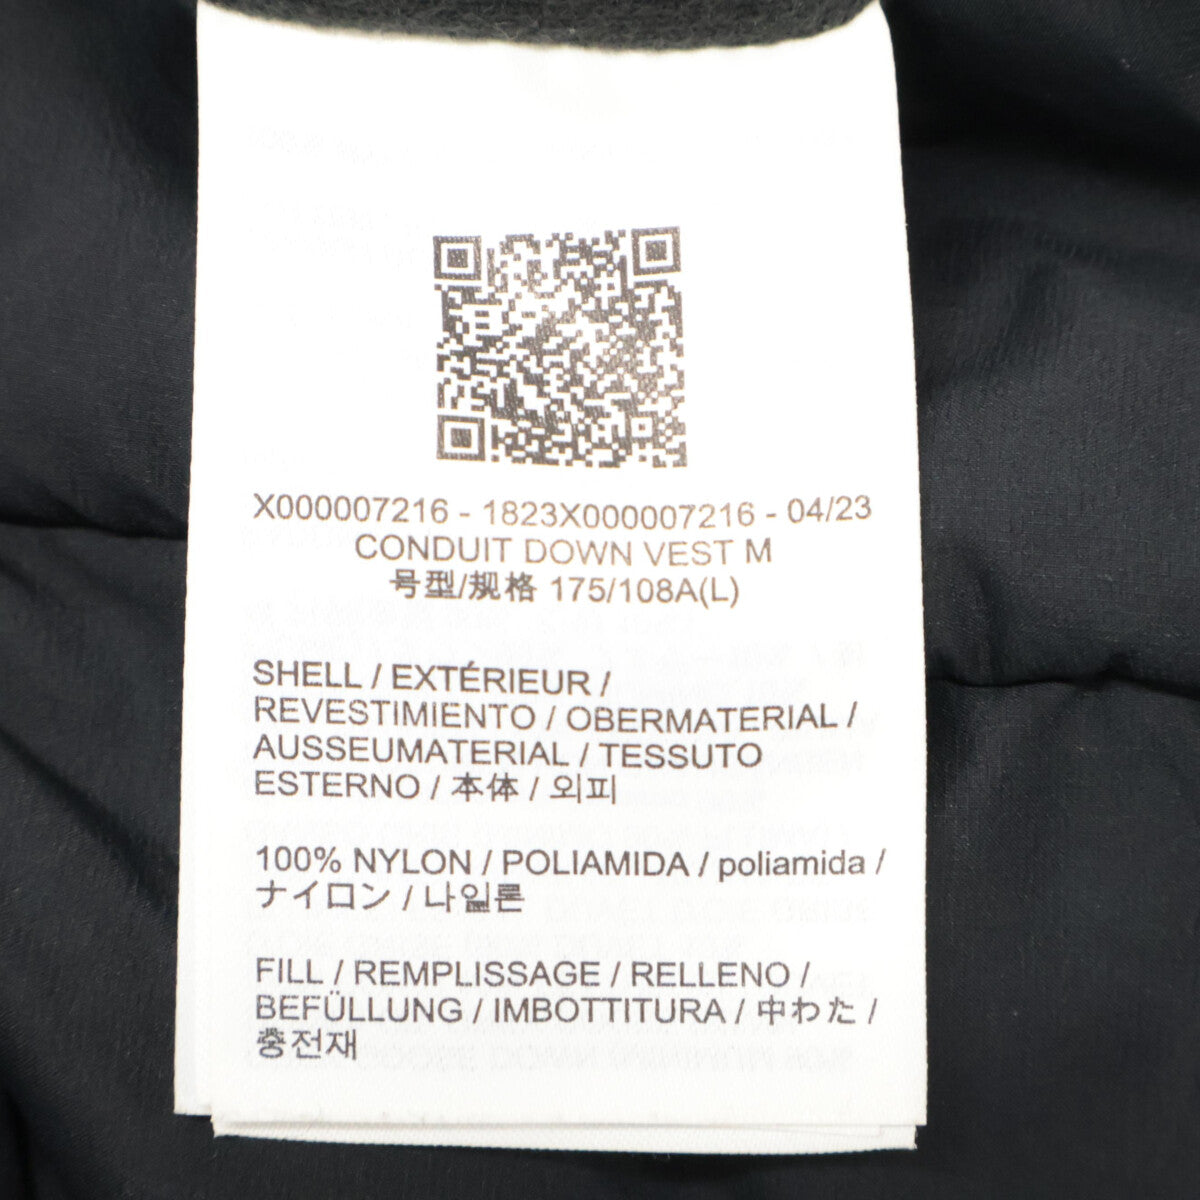 X000007216 - 1823X000007216 - 04/23
CONDUIT DOWN VEST M
号型/规格 175/108A(L)
SHELL / EXTÉRIEUR /
REVESTIMIENTO / OBERMATERIAL /
AUSSEUMATERIAL / TESSUTO
ESTERNO / 本体 / 외피
100% NYLON / POLIAMIDA / poliamida /
ナイロン / 나일론
FILL / REMPLISSAGE / RELLENO /
BEFÜLLUNG / IMBOTTITURA / 中わた /
충전재